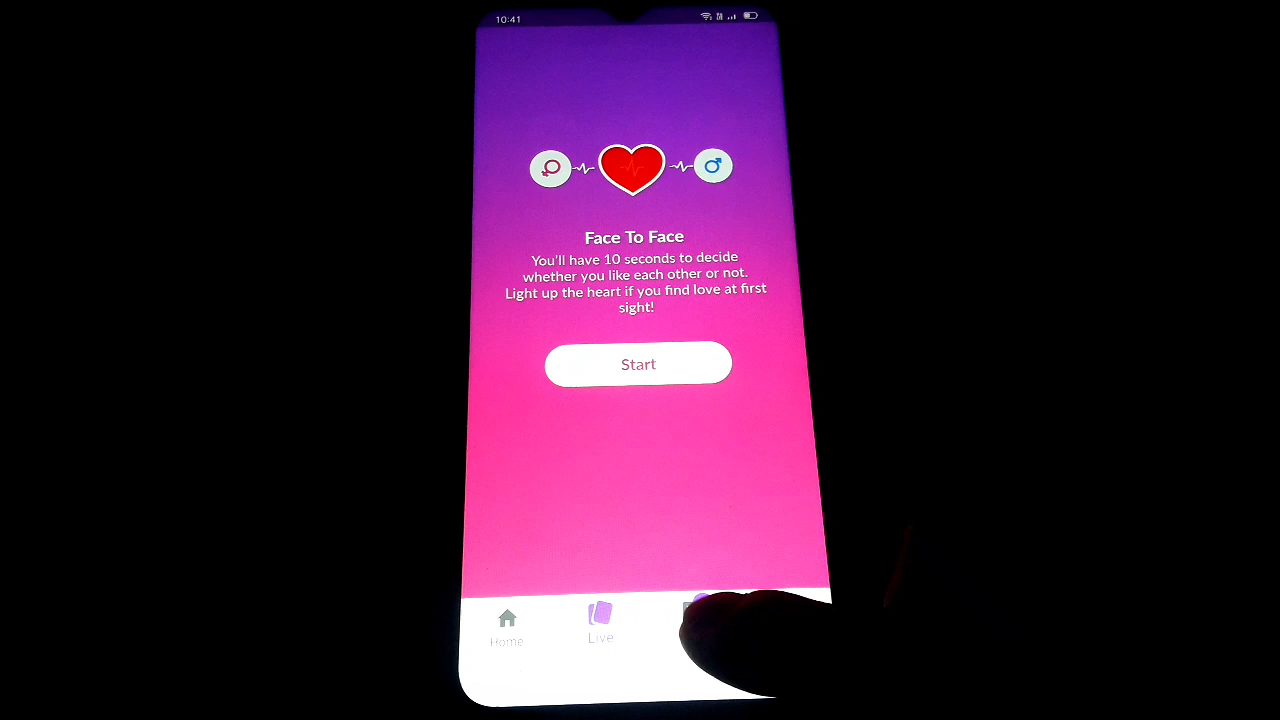 10:41
Face To Face
You'll have 10 seconds to decide
whether you like each other or not.
Light up the heart if you find love at first
sight!
Start
Home
Live